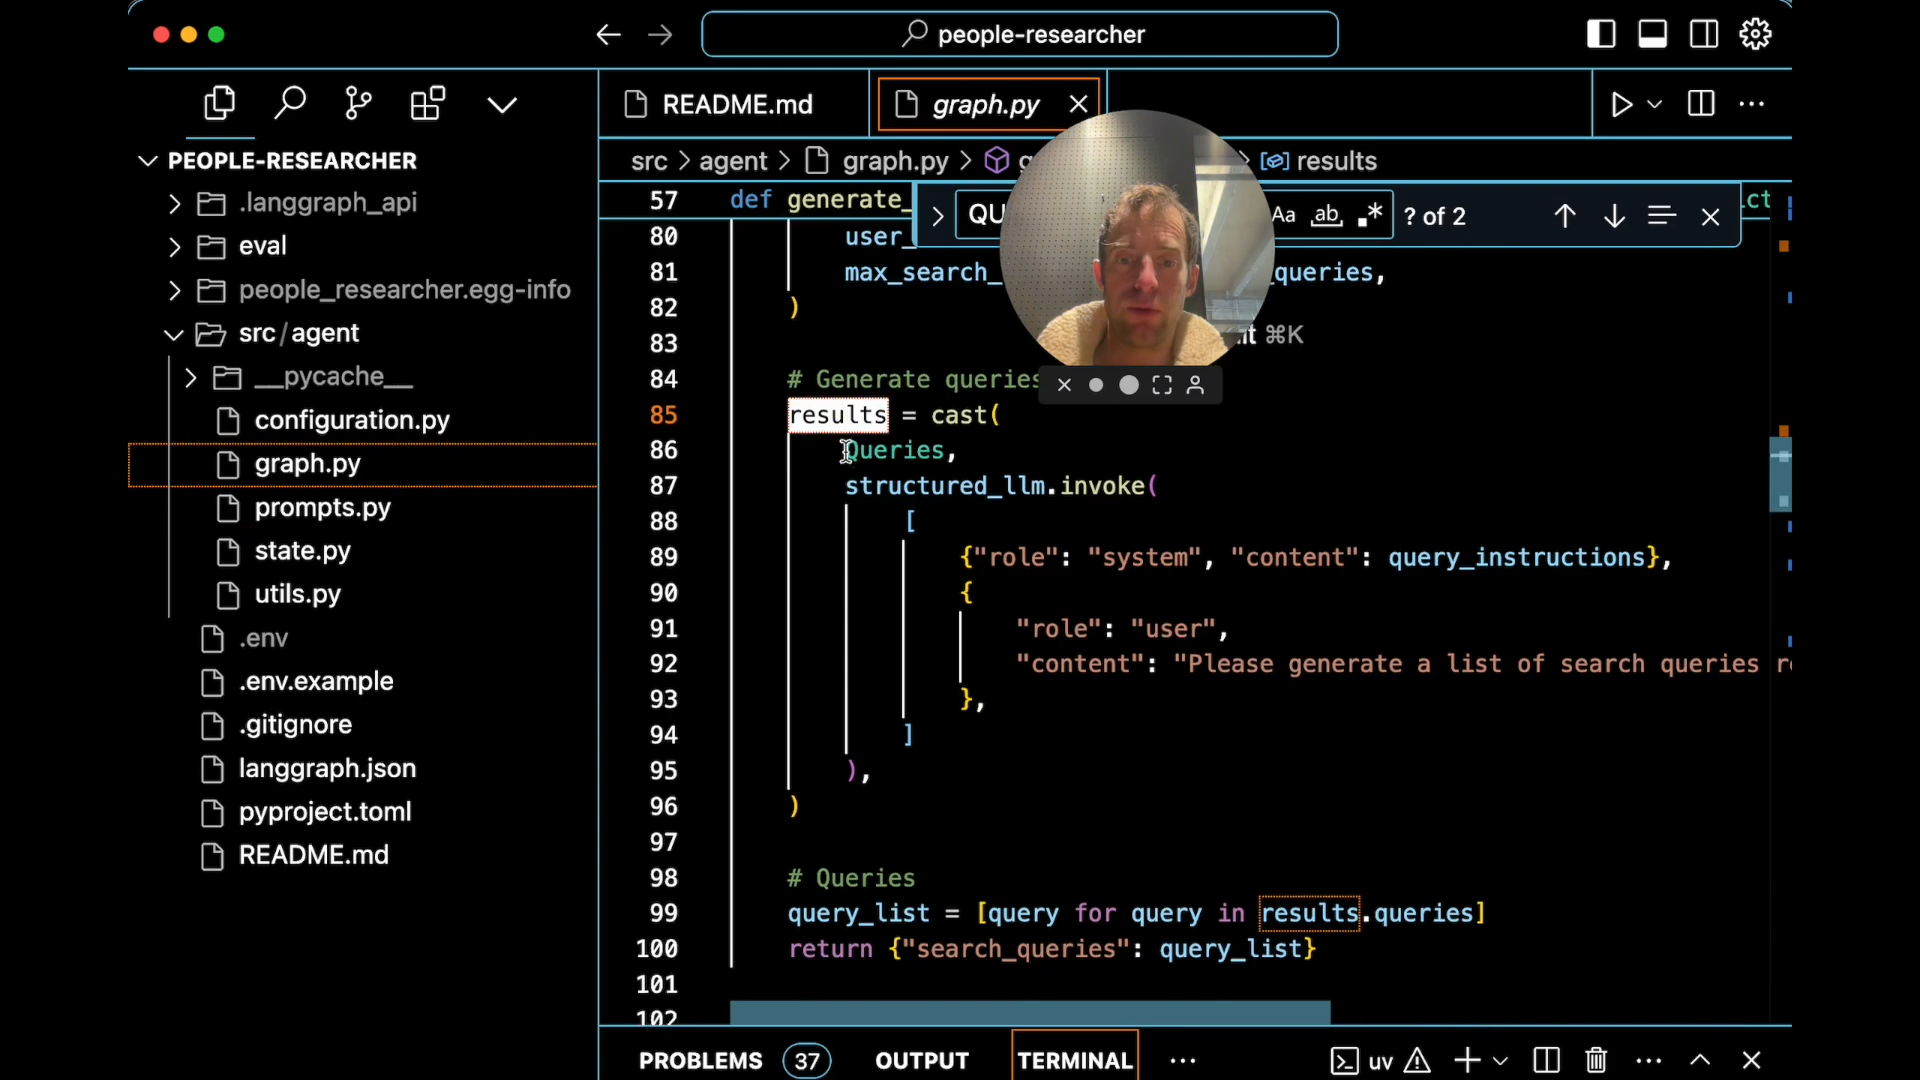 people-researcher
README.md
graph.py
PEOPLE-RESEARCHER
.langgraph_api
eval
people_researcher.egg-info
src/agent
__pycache__
configuration.py
graph.py
prompts.py
state.py
utils.py
.env
.env.example
.gitignore
langgraph.json
pyproject.toml
README.md
src > agent > graph.py > results
QU
Aa ab .* ? of 2
57 def generate_
80 user_
81 max_search_ queries,
82 )
⌘K
83
84 # Generate queries
85 results = cast(
86 Queries,
87 structured_llm.invoke(
88 [
89 {"role": "system", "content": query_instructions},
90 {
91 "role": "user",
92 "content": "Please generate a list of search queries
93 },
94 ]
95 ),
96 )
97
98 # Queries
99 query_list = [query for query in results.queries]
100 return {"search_queries": query_list}
101
102
PROBLEMS 37 OUTPUT TERMINAL ··· uv